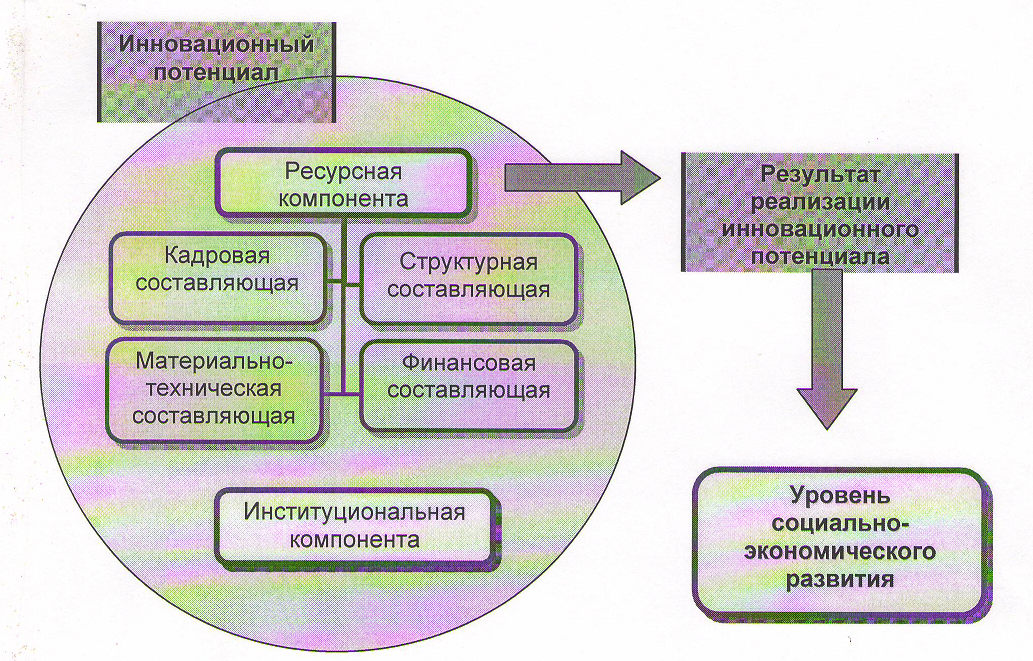 Инновационный
потенциал
Ресурсная
компонента
Кадровая
составляющая
Структурная
составляющая
Материально-
техническая
составляющая
Финансовая
составляющая
Институциональная
компонента
Результат
реализации
инновационного
потенциала
Уровень
социально-
экономического
развития